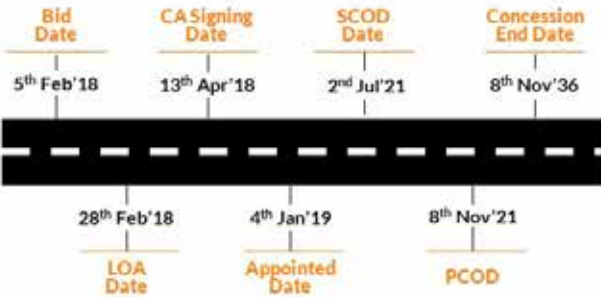 Bid
Date
CA Signing
Date
SCOD
Date
Concession
End Date
5th Feb'18
13th Apr'18
2nd Jul'21
8th Nov'36
28th Feb'18
4th Jan'19
8th Nov'21
LOA
Date
Appointed
Date
PCOD